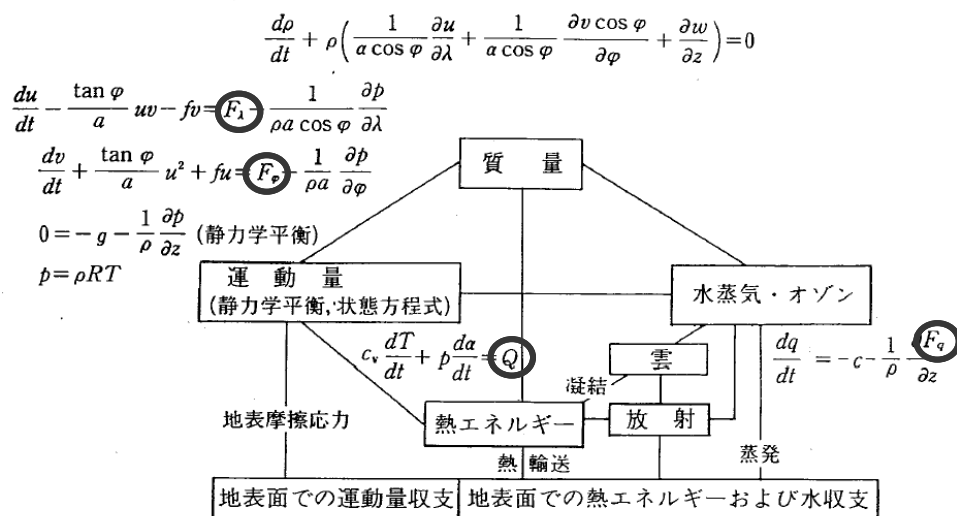 dρ/dt + ρ(1/(a cos φ) ∂u/∂λ + 1/(a cos φ) ∂v cos φ/∂φ + ∂w/∂z) = 0
du/dt − (tan φ/a) uv − fv = F_λ − 1/(ρa cos φ) ∂p/∂λ
dv/dt + (tan φ/a) u² + fu = F_φ − 1/(ρa) ∂p/∂φ
質量
0 = −g − (1/ρ) ∂p/∂z (静力学平衡)
p = ρRT
運動量
(静力学平衡,状態方程式)
水蒸気・オゾン
c_v dT/dt + p dα/dt = Q
雲
dq/dt = −c − (1/ρ) ∂F_q/∂z
凝結
地表摩擦応力
熱エネルギー
放射
熱輸送
蒸発
地表面での運動量収支
地表面での熱エネルギーおよび水収支